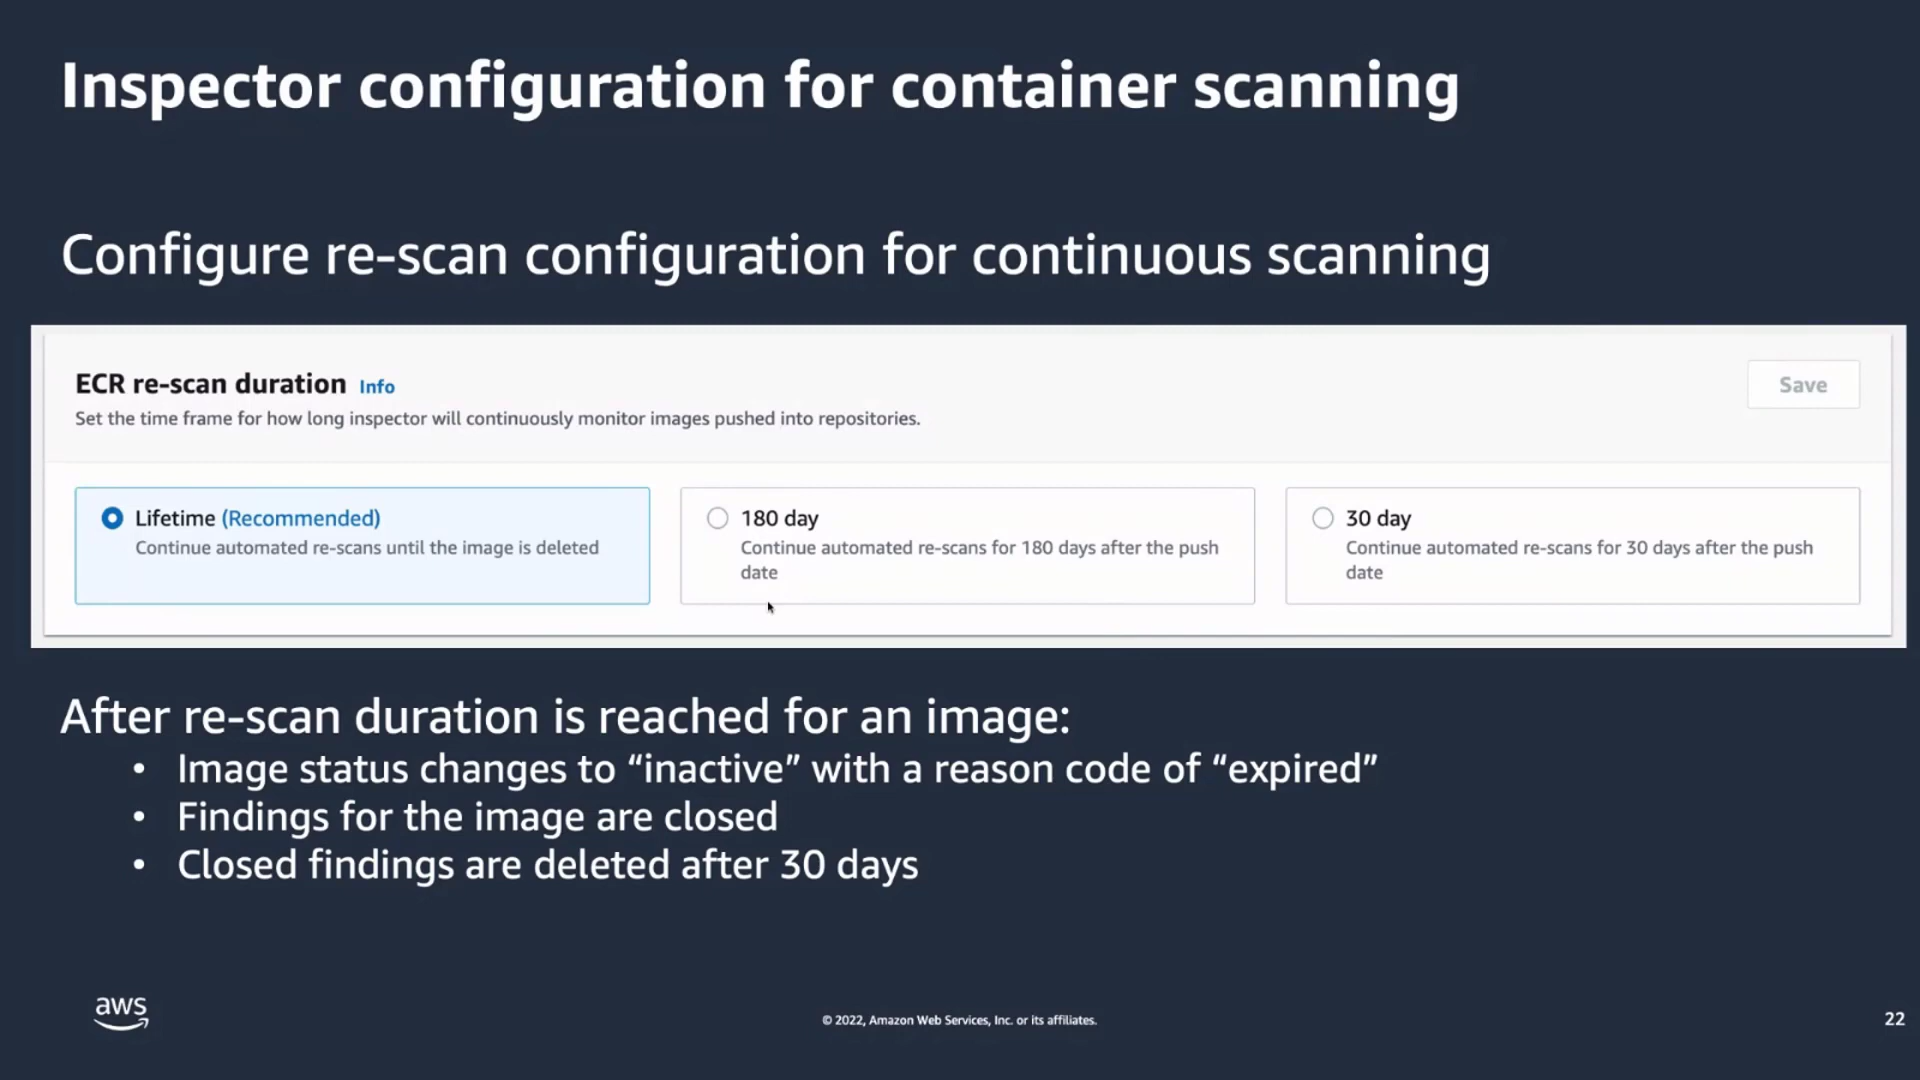 Inspector configuration for container scanning
Configure re-scan configuration for continuous scanning
ECR re-scan duration Info
Save
Set the time frame for how long inspector will continuously monitor images pushed into repositories.
Lifetime (Recommended)
Continue automated re-scans until the image is deleted
180 day
Continue automated re-scans for 180 days after the push
date
30 day
Continue automated re-scans for 30 days after the push
date
After re-scan duration is reached for an image:
• Image status changes to “inactive” with a reason code of “expired”
• Findings for the image are closed
• Closed findings are deleted after 30 days
aws
© 2022, Amazon Web Services, Inc. or its affiliates.
22